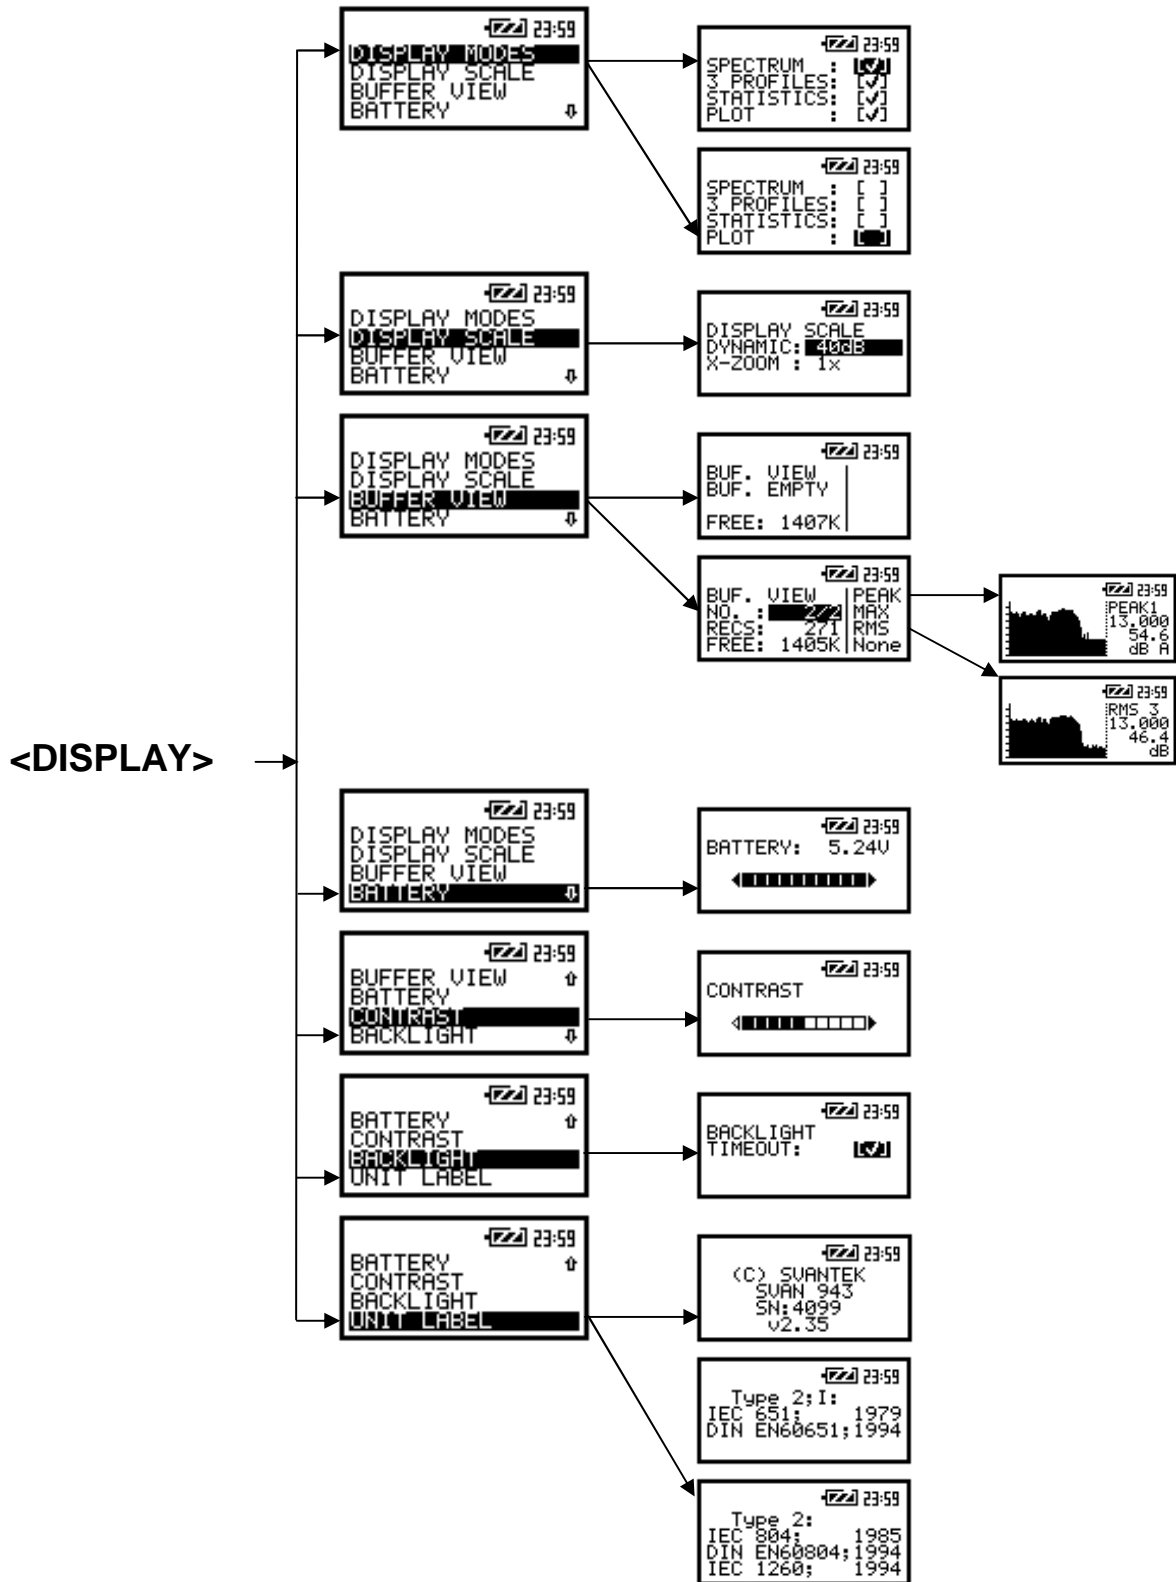 23:59
DISPLAY MODES
DISPLAY SCALE
BUFFER VIEW
BATTERY
23:59
SPECTRUM : [✓]
3 PROFILES: [✓]
STATISTICS: [✓]
PLOT : [✓]
23:59
SPECTRUM : [ ]
3 PROFILES: [ ]
STATISTICS: [ ]
PLOT : [ ]
23:59
DISPLAY MODES
DISPLAY SCALE
BUFFER VIEW
BATTERY
23:59
DISPLAY SCALE
DYNAMIC: 40dB
X-ZOOM : 1x
23:59
DISPLAY MODES
DISPLAY SCALE
BUFFER VIEW
BATTERY
23:59
BUF. VIEW
BUF. EMPTY
FREE: 1407K
23:59
BUF. VIEW PEAK
NO. : 2/2 MAX
RECS: 271 RMS
FREE: 1405K None
23:59
PEAK1
13.000
54.6
dB A
23:59
RMS 3
13.000
46.4
dB
<DISPLAY>
23:59
DISPLAY MODES
DISPLAY SCALE
BUFFER VIEW
BATTERY
23:59
BATTERY: 5.24V
23:59
BUFFER VIEW
BATTERY
CONTRAST
BACKLIGHT
23:59
CONTRAST
23:59
BATTERY
CONTRAST
BACKLIGHT
UNIT LABEL
23:59
BACKLIGHT
TIMEOUT: [✓]
23:59
BATTERY
CONTRAST
BACKLIGHT
UNIT LABEL
23:59
(C) SVANTEK
SVAN 943
SN:4099
v2.35
23:59
Type 2;I:
IEC 651; 1979
DIN EN60651;1994
23:59
Type 2:
IEC 804; 1985
DIN EN60804;1994
IEC 1260; 1994